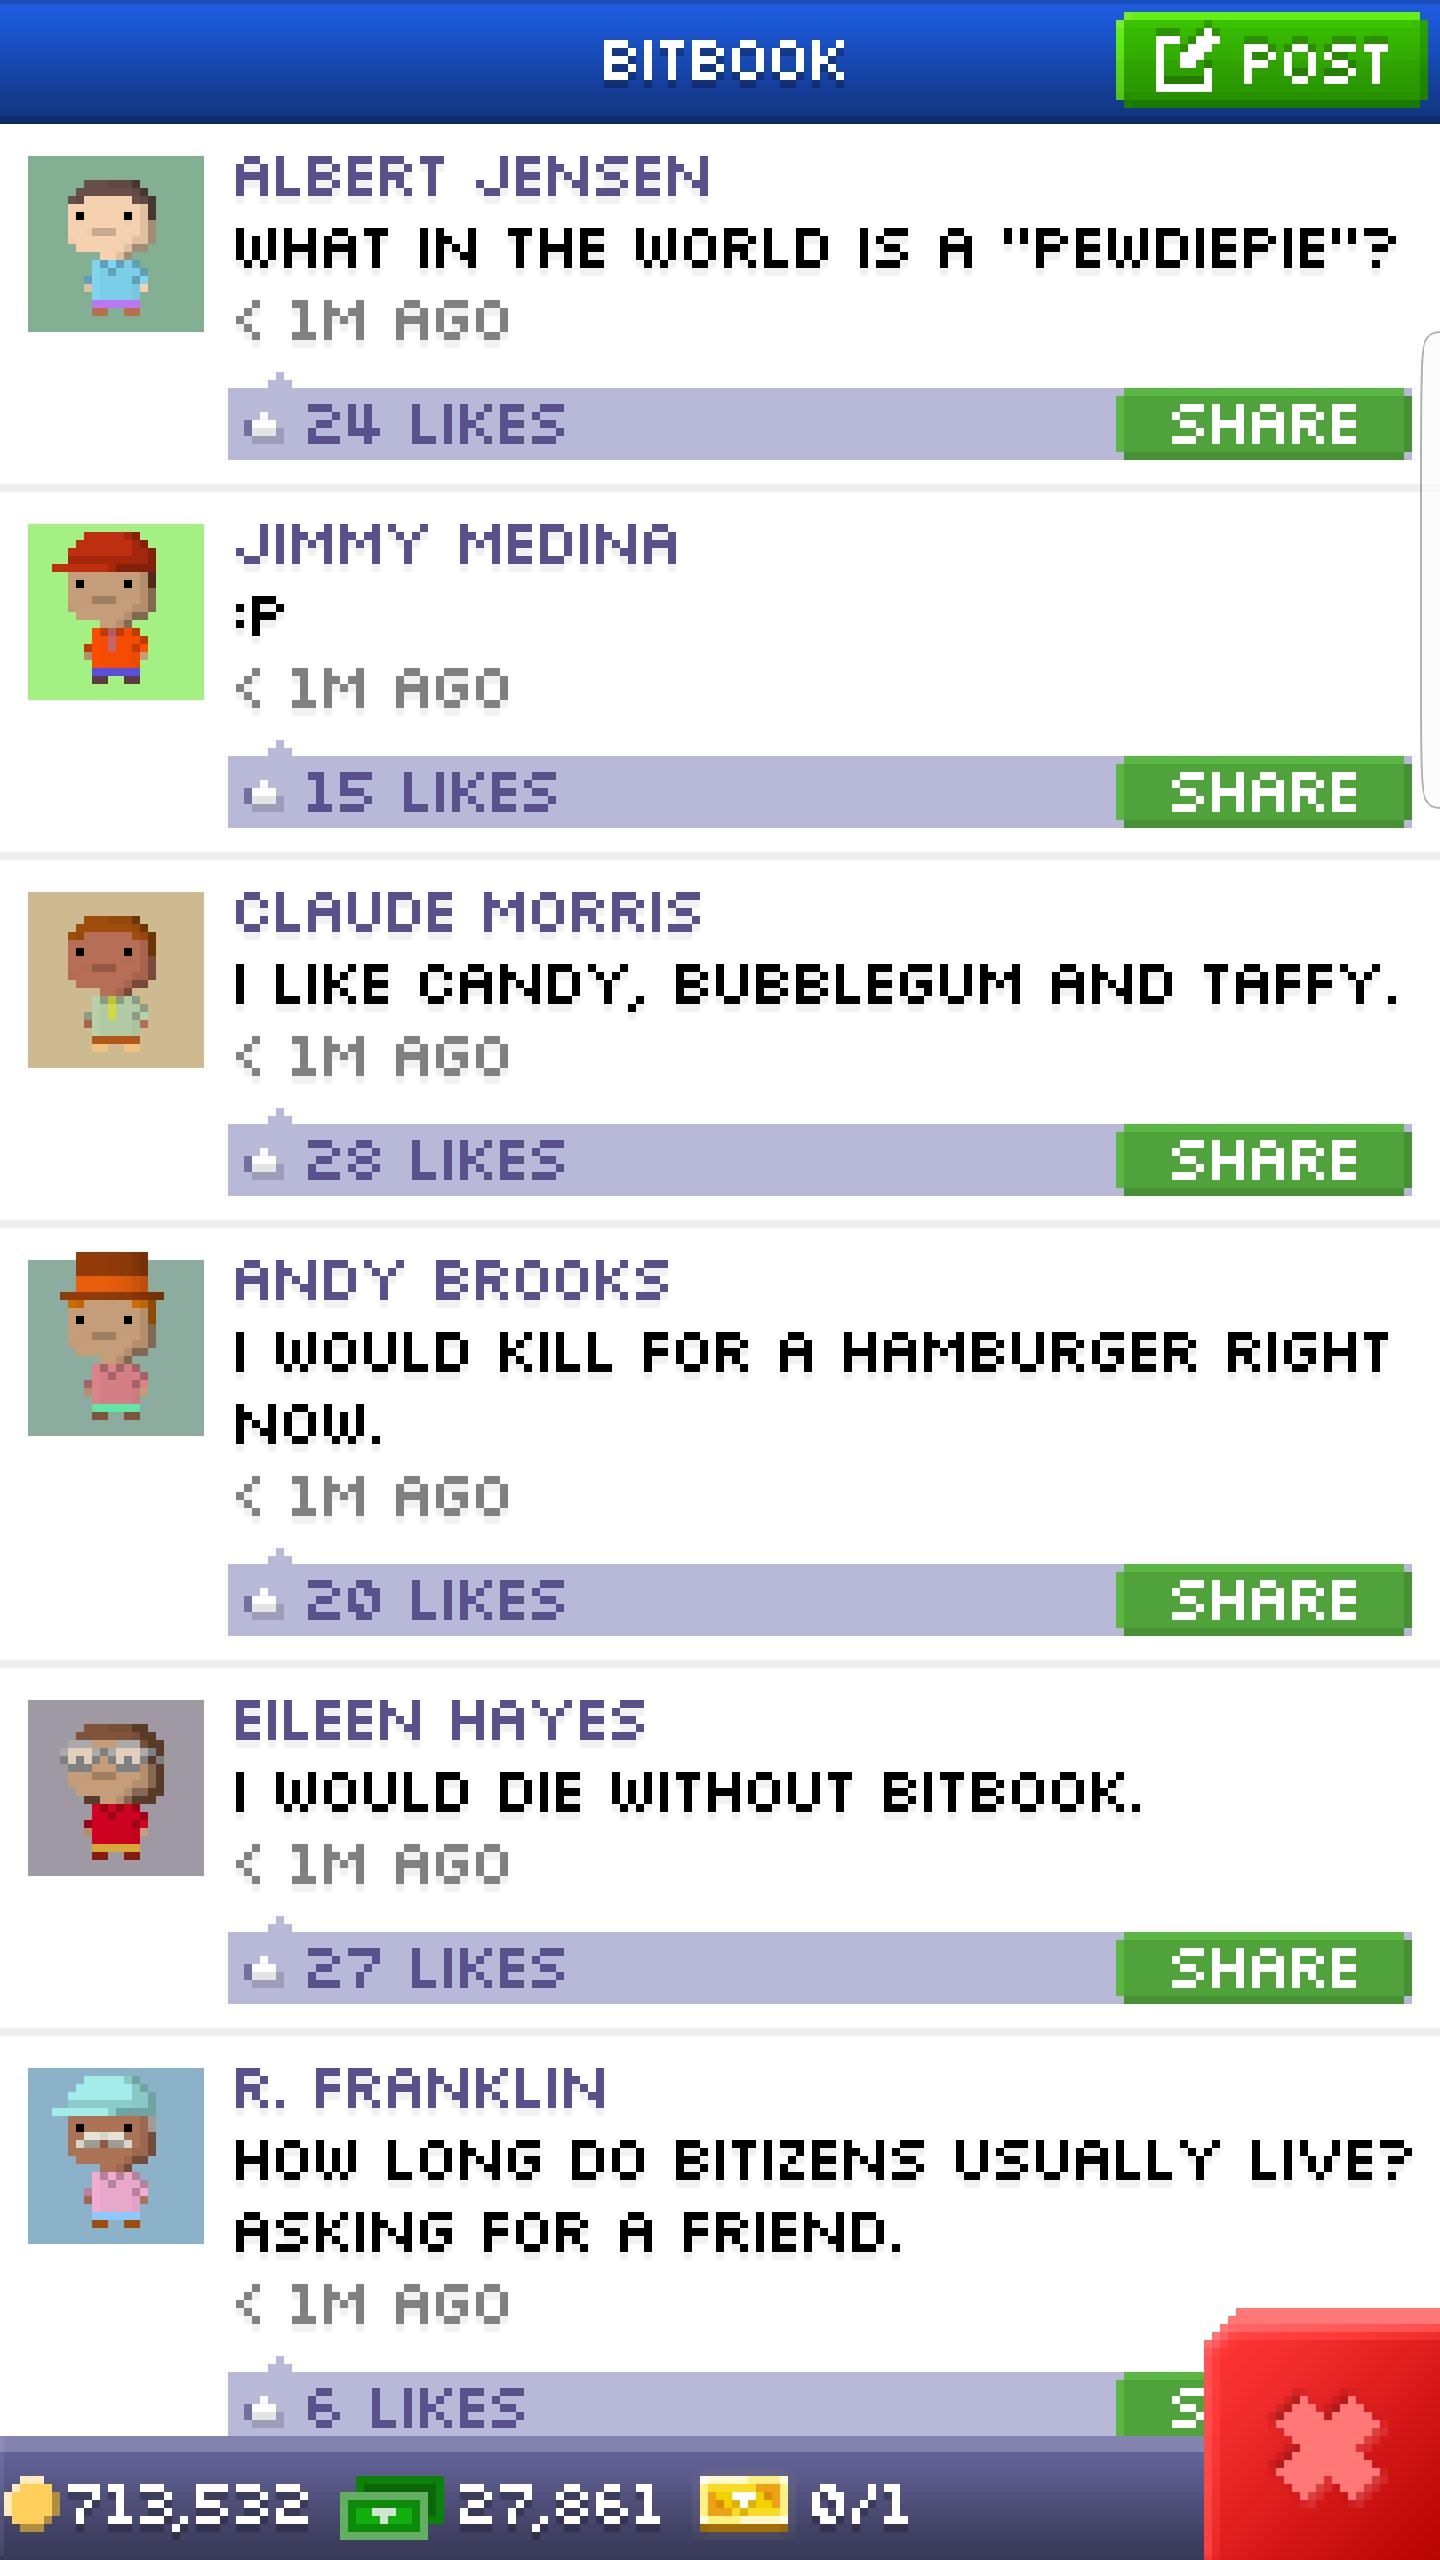 BITBOOK
POST
ALBERT JENSEN
WHAT IN THE WORLD IS A "PEWDIEPIE"?
< 1M AGO
24 LIKES
SHARE
JIMMY MEDINA
:P
< 1M AGO
15 LIKES
SHARE
CLAUDE MORRIS
I LIKE CANDY, BUBBLEGUM AND TAFFY.
< 1M AGO
28 LIKES
SHARE
ANDY BROOKS
I WOULD KILL FOR A HAMBURGER RIGHT
NOW.
< 1M AGO
20 LIKES
SHARE
EILEEN HAYES
I WOULD DIE WITHOUT BITBOOK.
< 1M AGO
27 LIKES
SHARE
R. FRANKLIN
HOW LONG DO BITIZENS USUALLY LIVE?
ASKING FOR A FRIEND.
< 1M AGO
6 LIKES
713,532 27,861 0/1